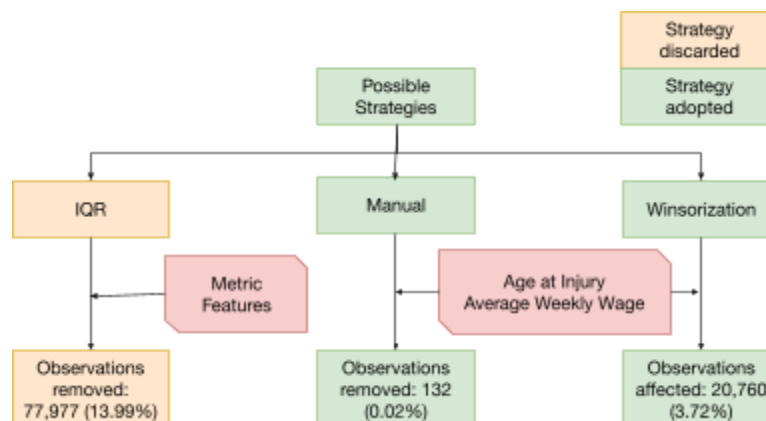 Strategy
discarded
Possible
Strategies
Strategy
adopted
IQR
Manual
Winsorization
Metric
Features
Age at Injury
Average Weekly Wage
Observations
removed:
77,977 (13.99%)
Observations
removed: 132
(0.02%)
Observations
affected: 20,760
(3.72%)